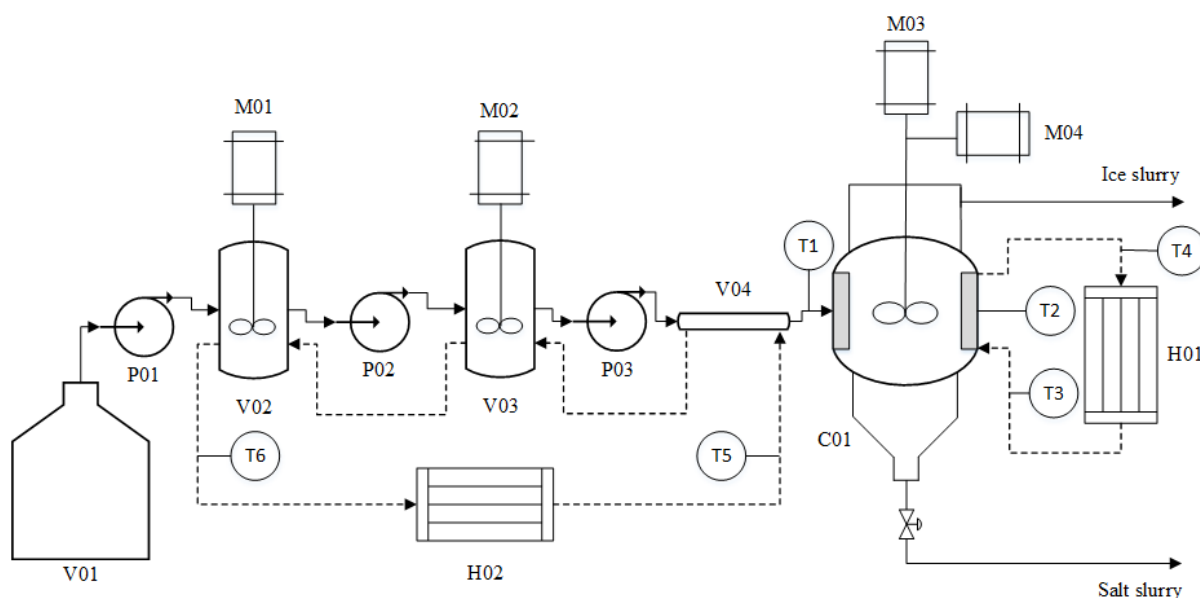 M03
M01
M02
M04
Ice slurry
T1
T4
V04
T2
P01
P02
P03
H01
V02
V03
T3
C01
T6
T5
V01
H02
Salt slurry